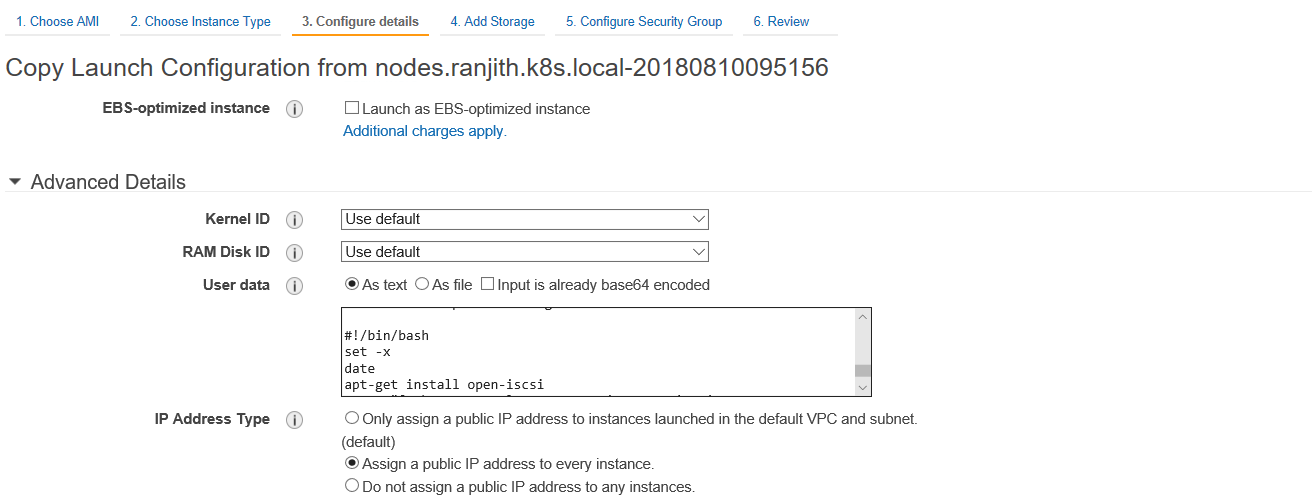 1. Choose AMI 2. Choose Instance Type 3. Configure details 4. Add Storage 5. Configure Security Group 6. Review
Copy Launch Configuration from nodes.ranjith.k8s.local-20180810095156
EBS-optimized instance i Launch as EBS-optimized instance
Additional charges apply.
Advanced Details
Kernel ID i Use default
RAM Disk ID i Use default
User data i As text As file Input is already base64 encoded
#!/bin/bash
set -x
date
apt-get install open-iscsi
IP Address Type i Only assign a public IP address to instances launched in the default VPC and subnet.
(default)
Assign a public IP address to every instance.
Do not assign a public IP address to any instances.